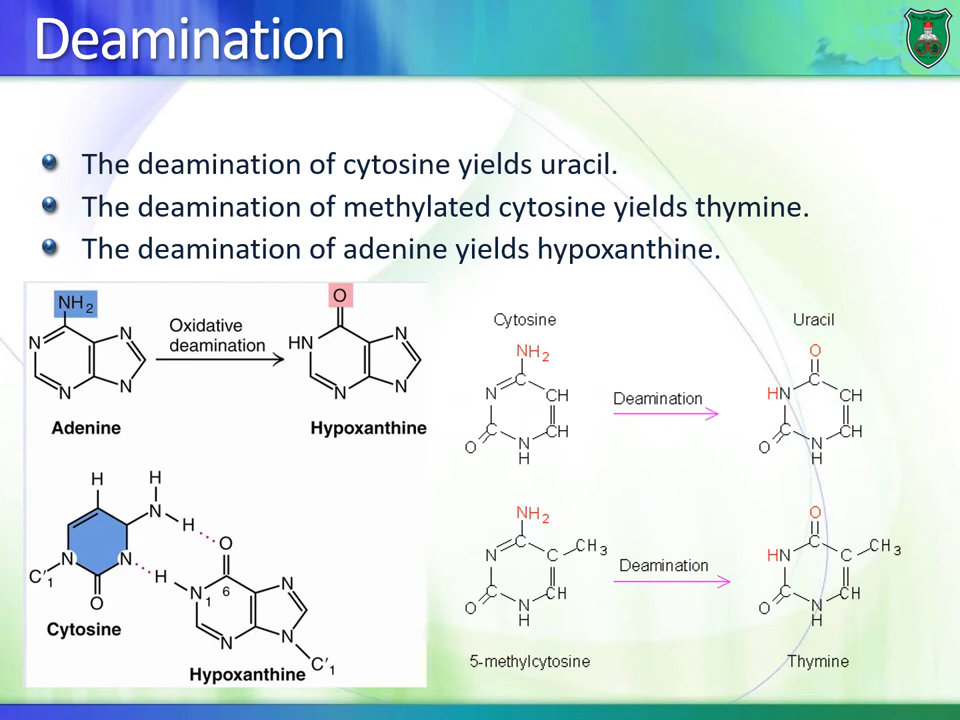 Deamination
The deamination of cytosine yields uracil.
The deamination of methylated cytosine yields thymine.
The deamination of adenine yields hypoxanthine.
NH2
N
N
N
N
Adenine
Oxidative
deamination
O
HN
N
N
N
Hypoxanthine
H
H
N
H
O
N
N
H
C'1
O
N
1
6
N
N
N
C'1
Cytosine
Hypoxanthine
Cytosine
NH2
N
C
CH
C
CH
O
N
H
Deamination
Uracil
O
C
HN
CH
C
CH
O
N
H
NH2
N
C
C
CH3
C
CH
O
N
H
5-methylcytosine
Deamination
O
C
HN
C
CH3
C
CH
O
N
H
Thymine